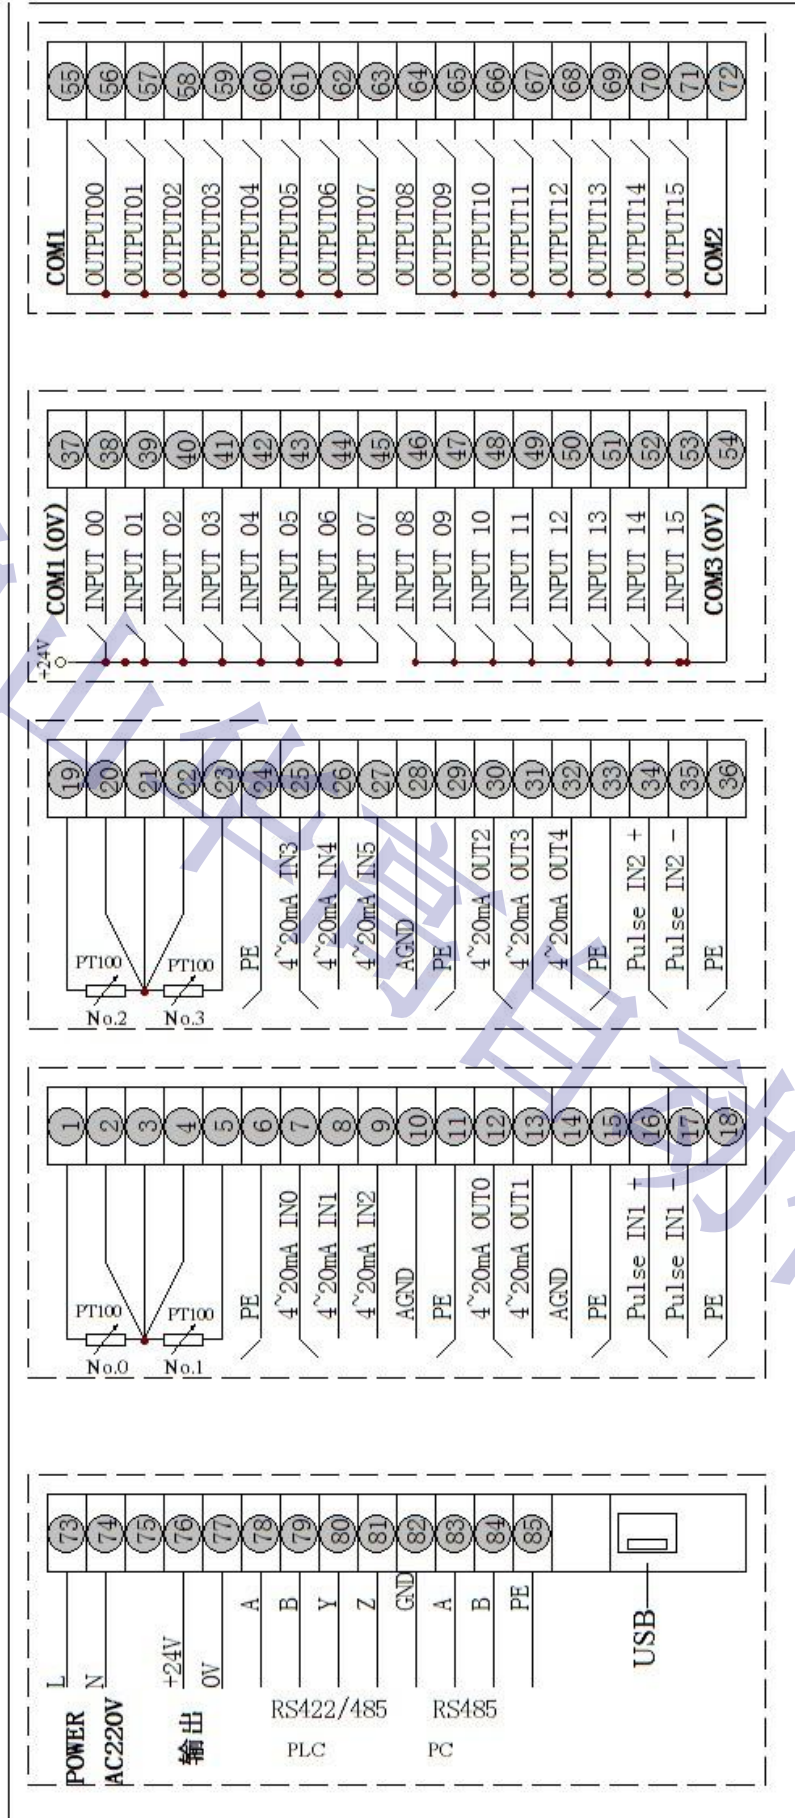 55 56 57 58 59 60 61 62 63 64 65 66 67 68 69 70 71 72
COM1
OUTPUT00
OUTPUT01
OUTPUT02
OUTPUT03
OUTPUT04
OUTPUT05
OUTPUT06
OUTPUT07
OUTPUT08
OUTPUT09
OUTPUT10
OUTPUT11
OUTPUT12
OUTPUT13
OUTPUT14
OUTPUT15
COM2
37 38 39 40 41 42 43 44 45 46 47 48 49 50 51 52 53 54
COM1(0V)
INPUT 00
INPUT 01
INPUT 02
INPUT 03
INPUT 04
INPUT 05
INPUT 06
INPUT 07
INPUT 08
INPUT 09
INPUT 10
INPUT 11
INPUT 12
INPUT 13
INPUT 14
INPUT 15
COM3(0V)
+24V
19 20 21 22 23 24 25 26 27 28 29 30 31 32 33 34 35 36
PT100
No.2
PT100
No.3
PE
4~20mA IN3
4~20mA IN4
4~20mA IN5
AGND
PE
4~20mA OUT2
4~20mA OUT3
4~20mA OUT4
PE
Pulse IN2 +
Pulse IN2 -
PE
1 2 3 4 5 6 7 8 9 10 11 12 13 14 15 16 17 18
PT100
No.0
PT100
No.1
PE
4~20mA IN0
4~20mA IN1
4~20mA IN2
AGND
PE
4~20mA OUT0
4~20mA OUT1
AGND
PE
Pulse IN1 +
Pulse IN1 -
PE
73 74 75 76 77 78 79 80 81 82 83 84 85
L
N
POWER
AC220V
+24V
0V
输出
A
B
Y
Z
GND
A
B
PE
RS422/485
PLC
RS485
PC
USB
山华高自动